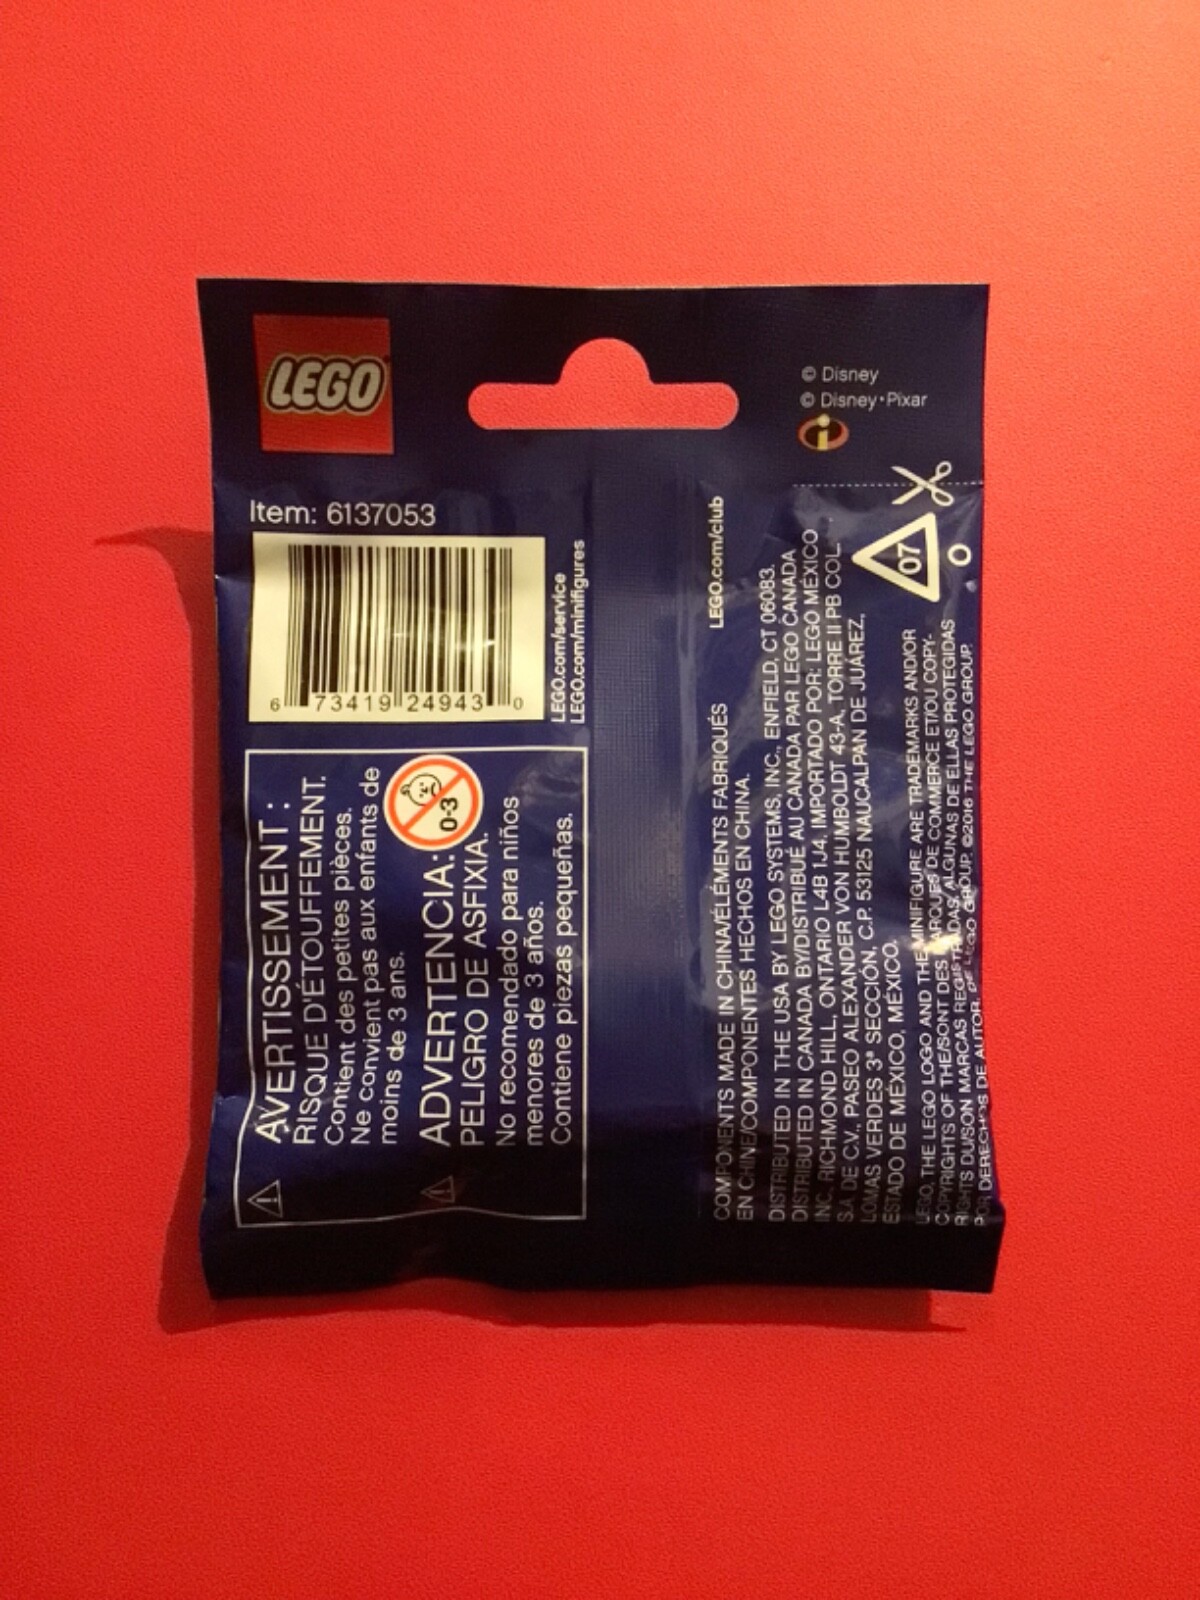 LEGO
© Disney
© Disney•Pixar
Item: 6137053
6 73419 24943 0
LEGO.com/service
LEGO.com/minifigures
LEGO.com/club
07
AVERTISSEMENT :
RISQUE D'ÉTOUFFEMENT.
Contient des petites pièces.
Ne convient pas aux enfants de
moins de 3 ans.
0-3
ADVERTENCIA:
PELIGRO DE ASFIXIA.
No recomendado para niños
menores de 3 años.
Contiene piezas pequeñas.
COMPONENTS MADE IN CHINA/ÉLÉMENTS FABRIQUÉS
EN CHINE/COMPONENTES HECHOS EN CHINA.
DISTRIBUTED IN THE USA BY LEGO SYSTEMS, INC., ENFIELD, CT 06083.
DISTRIBUTED IN CANADA BY/DISTRIBUÉ AU CANADA PAR LEGO CANADA
INC, RICHMOND HILL, ONTARIO L4B 1J4. IMPORTADO POR: LEGO MÉXICO
S.A. DE C.V., PASEO ALEXANDER VON HUMBOLDT 43-A, TORRE II PB COL.
LOMAS VERDES 3ª SECCIÓN, C.P. 53125 NAUCALPAN DE JUÁREZ,
ESTADO DE MÉXICO, MÉXICO.
LEGO, THE LEGO LOGO AND THE MINIFIGURE ARE TRADEMARKS AND/OR
COPYRIGHTS OF THE/SONT DES MARQUES DE COMMERCE ET/OU COPY-
RIGHTS DU/SON MARCAS REGISTRADAS, ALGUNAS DE ELLAS PROTEGIDAS
POR DERECHOS DE AUTOR, DE LEGO GROUP. ©2016 THE LEGO GROUP.